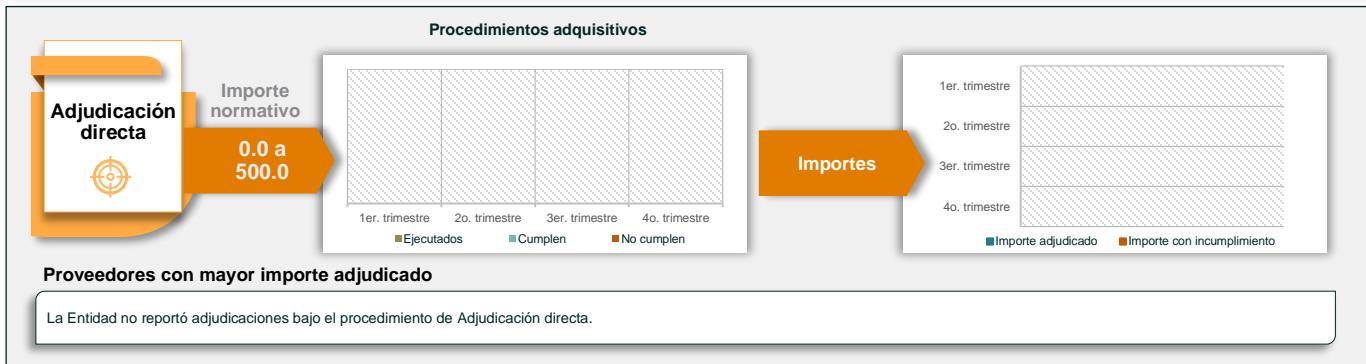 Procedimientos adquisitivos
Adjudicación
directa
Importe
normativo
0.0 a
500.0
1er. trimestre 2o. trimestre 3er. trimestre 4o. trimestre
Ejecutados Cumplen No cumplen
Importes
1er. trimestre
2o. trimestre
3er. trimestre
4o. trimestre
Importe adjudicado Importe con incumplimiento
Proveedores con mayor importe adjudicado
La Entidad no reportó adjudicaciones bajo el procedimiento de Adjudicación directa.